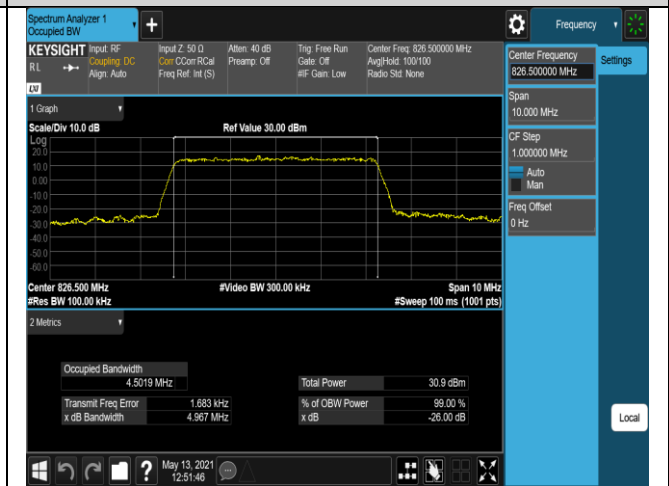 Spectrum Analyzer 1
Occupied BW
Frequency
KEYSIGHT Input: RF Input Z: 50 Ω Atten: 40 dB Trig: Free Run Center Freq: 826.500000 MHz
RL Coupling: DC Corr CCorr RCal Preamp: Off Gate: Off Avg|Hold: 100/100
Align: Auto Freq Ref: Int (S) #IF Gain: Low Radio Std: None
LXI
1 Graph
Scale/Div 10.0 dB Ref Value 30.00 dBm
Log
20.0
10.0
0.00
-10.0
-20.0
-30.0
-40.0
-50.0
-60.0
Center 826.500 MHz #Video BW 300.00 kHz Span 10 MHz
#Res BW 100.00 kHz #Sweep 100 ms (1001 pts)
2 Metrics
Occupied Bandwidth
4.5019 MHz Total Power 30.9 dBm
Transmit Freq Error 1.683 kHz % of OBW Power 99.00 %
x dB Bandwidth 4.967 MHz x dB -26.00 dB
May 13, 2021
12:51:46
Center Frequency
826.500000 MHz
Settings
Span
10.000 MHz
CF Step
1.000000 MHz
Auto
Man
Freq Offset
0 Hz
Local